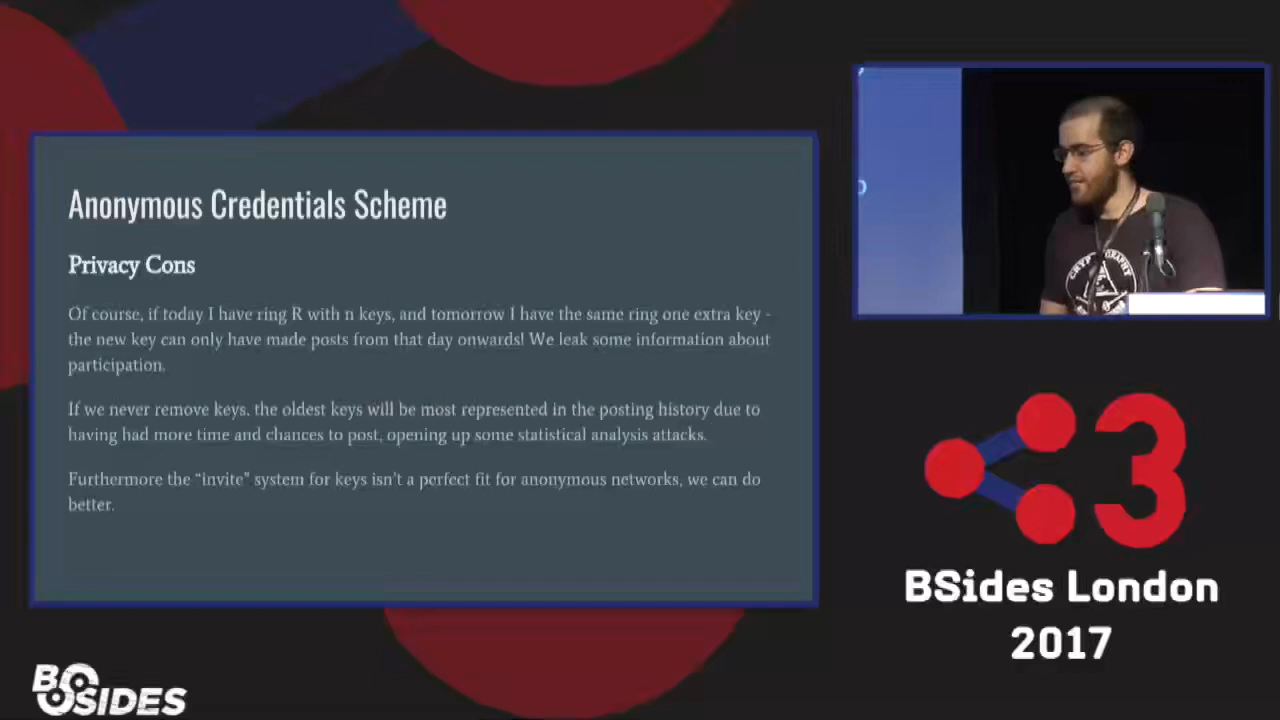 Anonymous Credentials Scheme
Privacy Cons
Of course, if today I have ring R with n keys, and tomorrow I have the same ring one extra key -
the new key can only have made posts from that day onwards! We leak some information about
participation.
If we never remove keys, the oldest keys will be most represented in the posting history due to
having had more time and chances to post, opening up some statistical analysis attacks.
Furthermore the “invite” system for keys isn't a perfect fit for anonymous networks, we can do
better.
CRYPTOGRAPHY
3
BSides London
2017
BSIDES